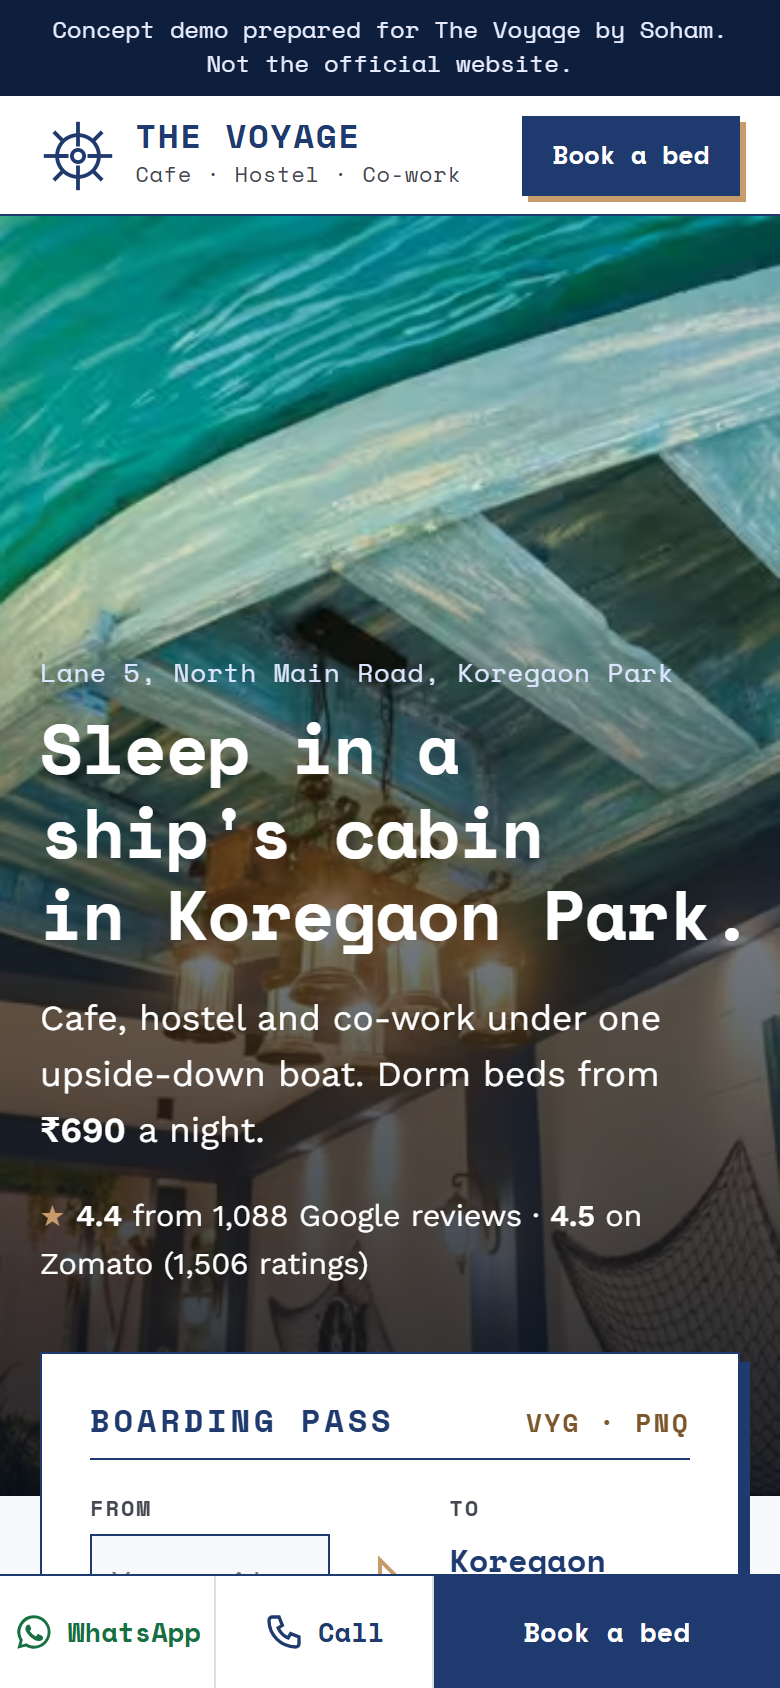 Concept demo prepared for The Voyage by Soham.
Not the official website.
THE VOYAGE
Cafe · Hostel · Co-work
Book a bed
Lane 5, North Main Road, Koregaon Park
Sleep in a
ship's cabin
in Koregaon Park.
Cafe, hostel and co-work under one
upside-down boat. Dorm beds from
₹690 a night.
★ 4.4 from 1,088 Google reviews · 4.5 on
Zomato (1,506 ratings)
BOARDING PASS
VYG · PNQ
FROM
TO
Koregaon
WhatsApp
Call
Book a bed